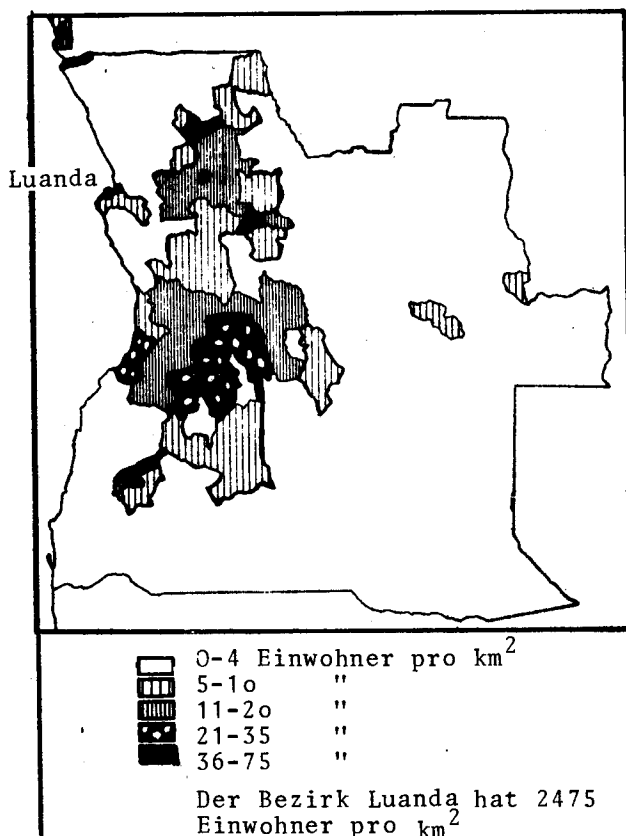 Luanda
0-4 Einwohner pro km²
5-1o "
11-2o "
21-35 "
36-75 "
Der Bezirk Luanda hat 2475
Einwohner pro km²